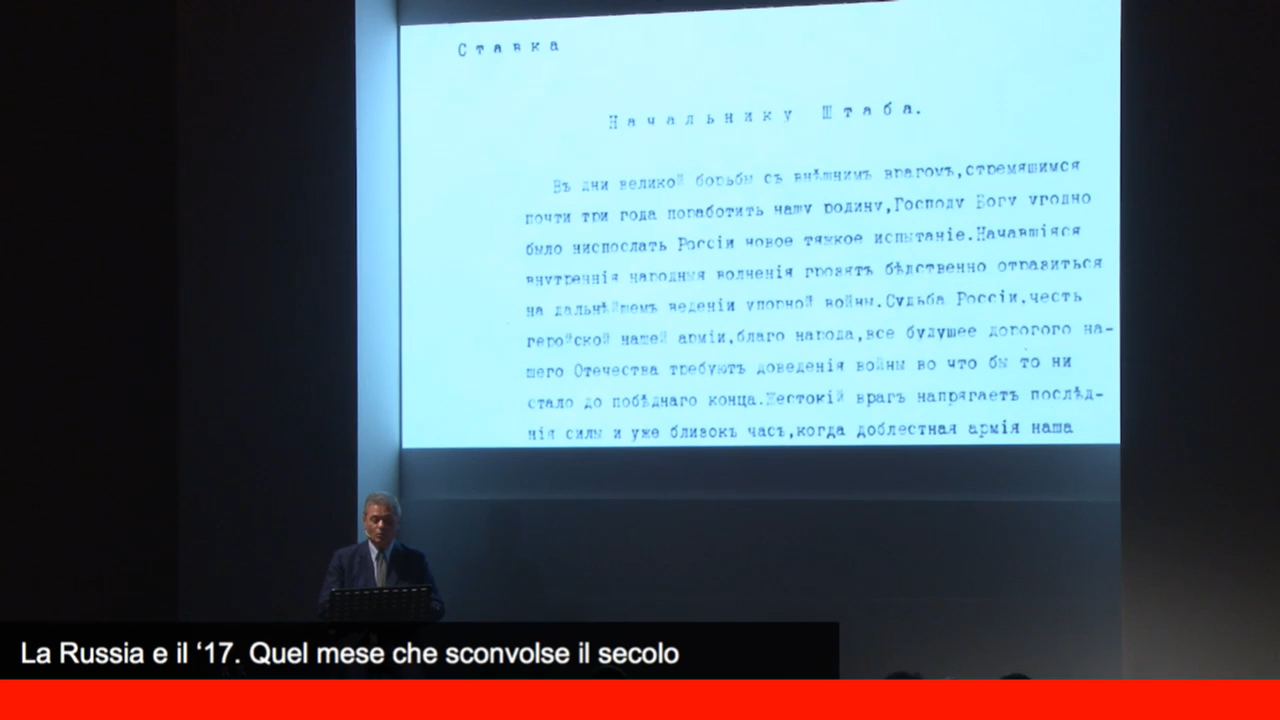 Ставка
Начальнику Штаба.
Въ дни великой борьбы съ внѣшнимъ врагомъ,стремящимся
почти три года поработить нашу родину,Господу Богу угодно
было ниспослать Россіи новое тяжкое испытаніе.Начавшіяся
внутреннія народныя волненія грозятъ бѣдственно отразиться
на дальнѣйшемъ веденіи упорной войны.Судьба Россіи,честь
геройской нашей арміи,благо народа,все будущее дорогого на-
шего Отечества требуютъ доведенія войны во что бы то ни
стало до побѣднаго конца.Жестокій врагъ напрягаетъ послѣд-
нія силы и уже близокъ часъ,когда доблестная армія наша
La Russia e il ‘17. Quel mese che sconvolse il secolo